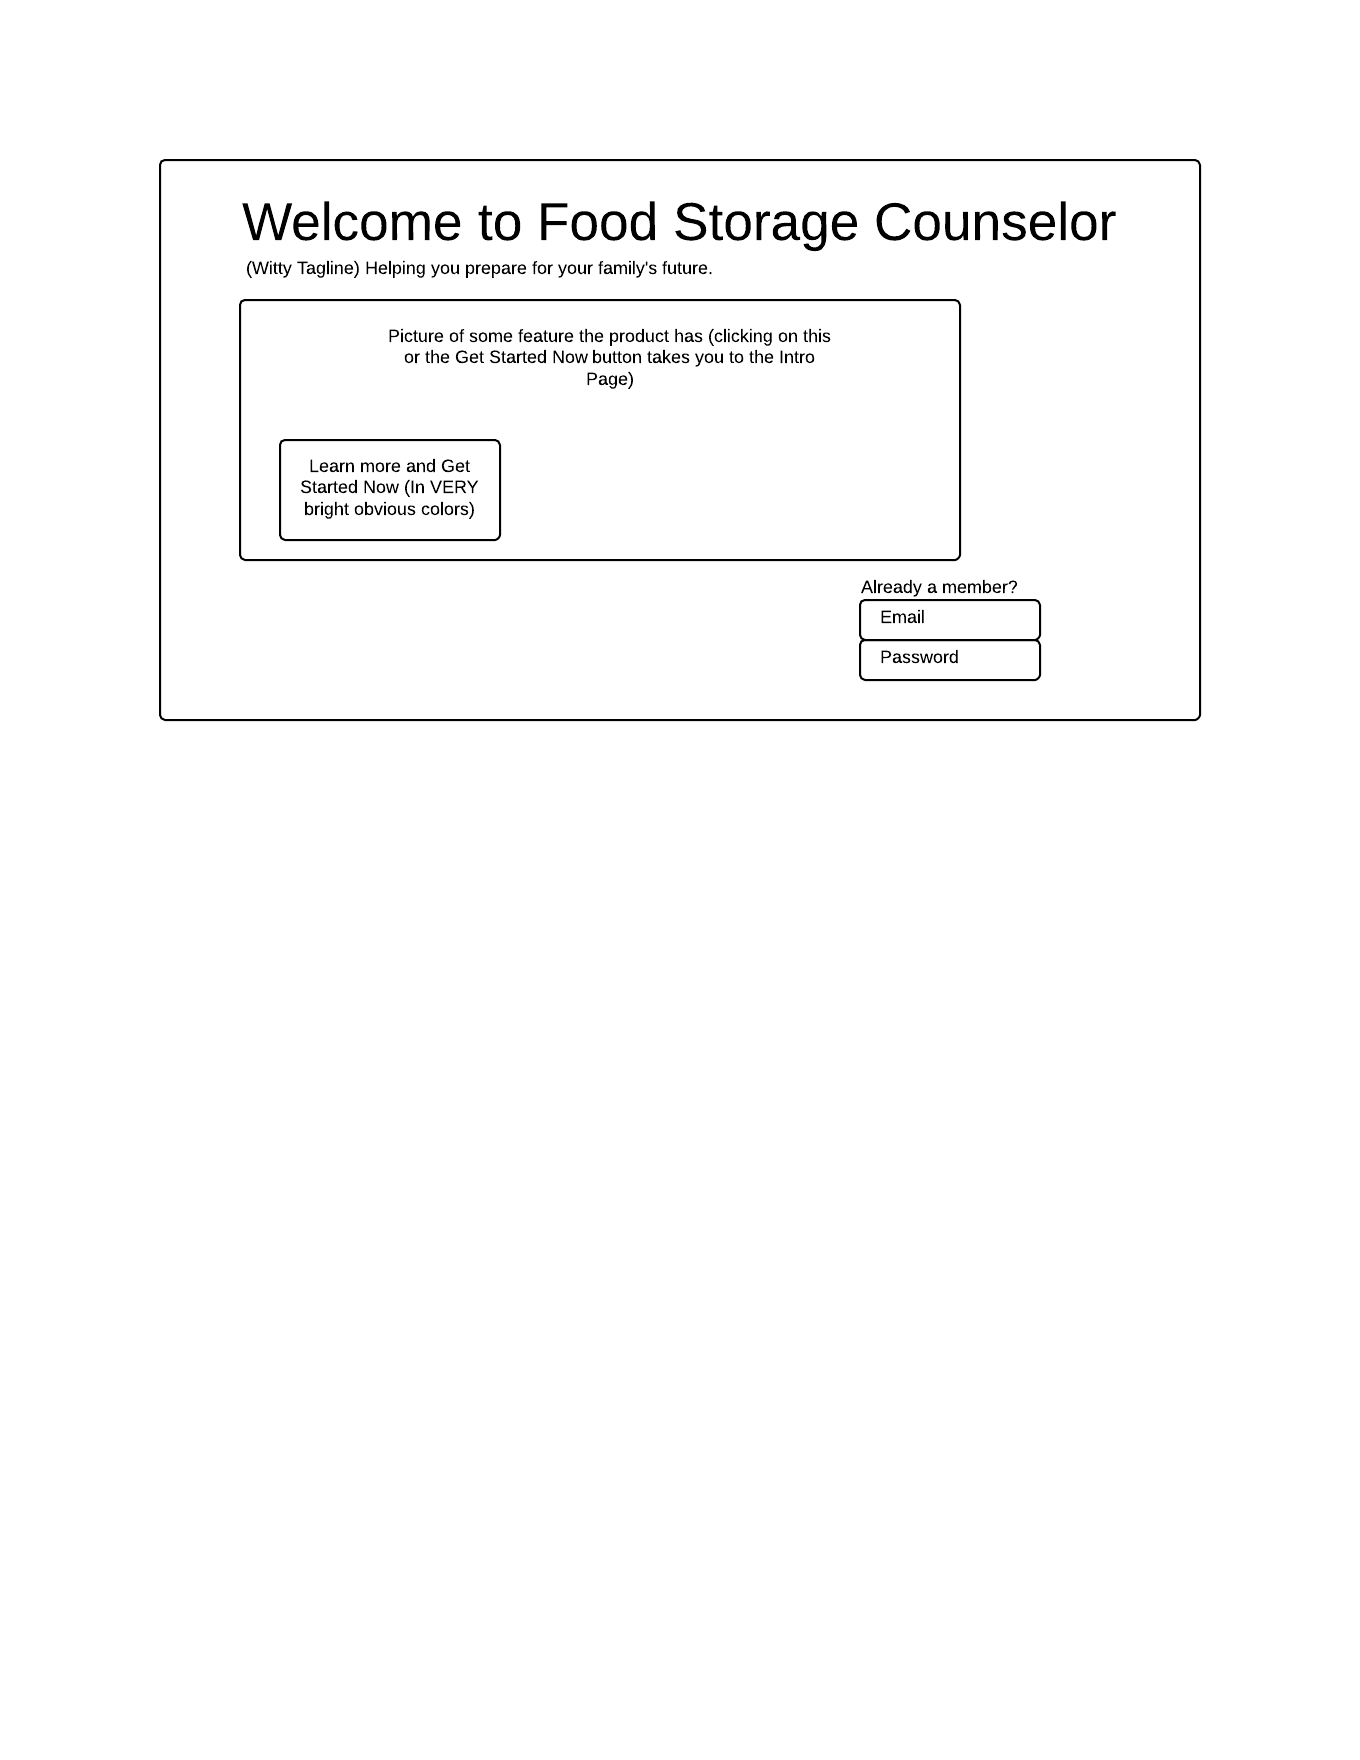 Welcome to Food Storage Counselor
(Witty Tagline) Helping you prepare for your family's future.
Picture of some feature the product has (clicking on this
or the Get Started Now button takes you to the Intro
Page)
Learn more and Get
Started Now (In VERY
bright obvious colors)
Already a member?
Email
Password